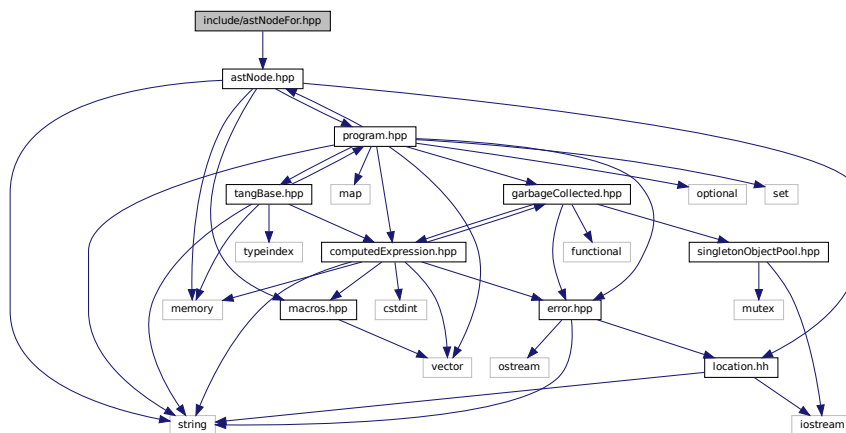 include/astNodeFor.hpp
astNode.hpp
program.hpp
tangBase.hpp
map
garbageCollected.hpp
optional
set
typeindex
computedExpression.hpp
functional
singletonObjectPool.hpp
memory
macros.hpp
cstdint
error.hpp
mutex
vector
ostream
location.hh
string
iostream